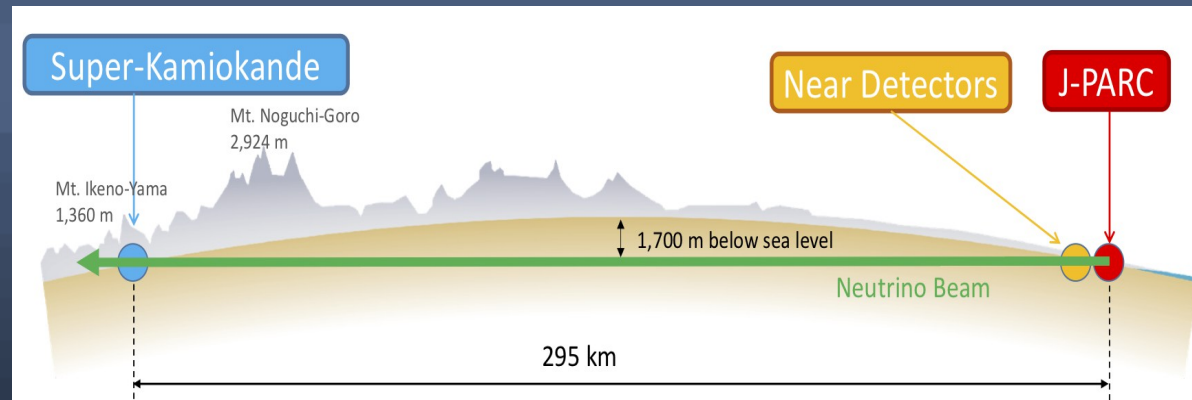 Super-Kamiokande
Near Detectors
J-PARC
Mt. Noguchi-Goro
2,924 m
Mt. Ikeno-Yama
1,360 m
1,700 m below sea level
Neutrino Beam
295 km